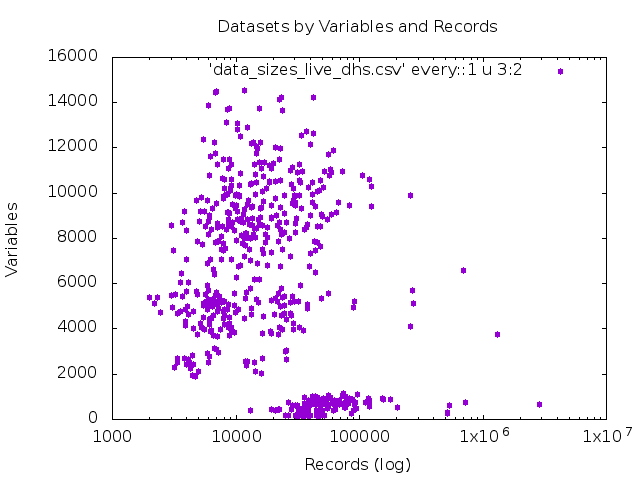 Datasets by Variables and Records
16000
'data_sizes_live_dhs.csv' every::1 u 3:2
14000
12000
10000
8000
6000
4000
2000
0
Variables
1000 10000 100000 1x10^6 1x10^7
Records (log)